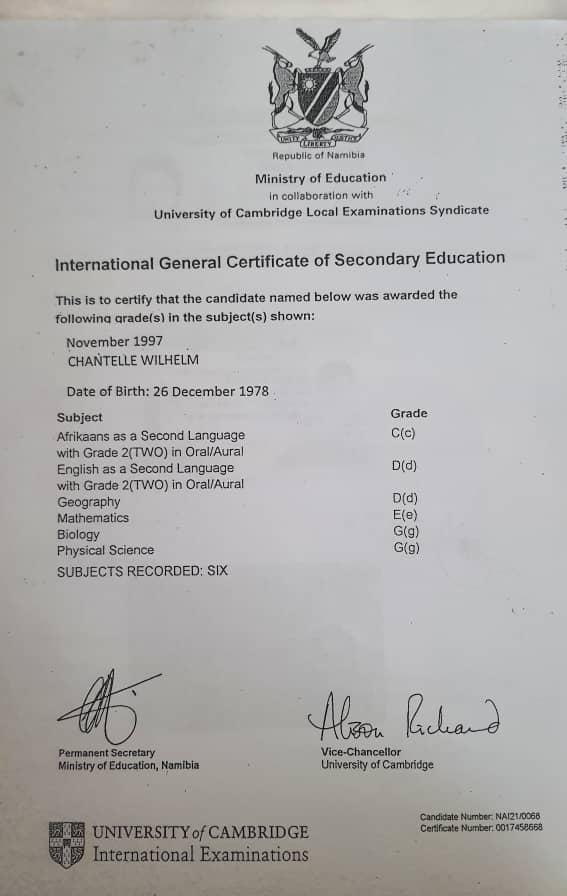 UNITY LIBERTY JUSTICE
Republic of Namibia
Ministry of Education
in collaboration with
University of Cambridge Local Examinations Syndicate
International General Certificate of Secondary Education
This is to certify that the candidate named below was awarded the
following grade(s) in the subject(s) shown:
November 1997
CHANTELLE WILHELM
Date of Birth: 26 December 1978
Subject Grade
Afrikaans as a Second Language C(c)
with Grade 2(TWO) in Oral/Aural
English as a Second Language D(d)
with Grade 2(TWO) in Oral/Aural
Geography D(d)
Mathematics E(e)
Biology G(g)
Physical Science G(g)
SUBJECTS RECORDED: SIX
Alison Richard
Permanent Secretary
Ministry of Education, Namibia
Vice-Chancellor
University of Cambridge
Candidate Number: NAI21/0068
Certificate Number: 0017458668
UNIVERSITY of CAMBRIDGE
International Examinations